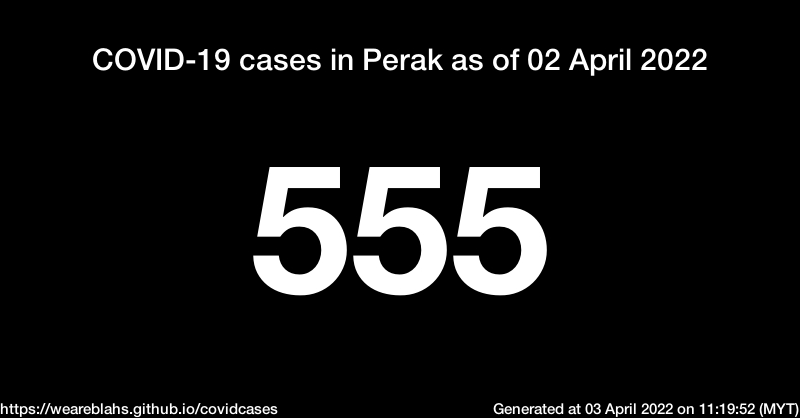 COVID-19 cases in Perak as of 02 April 2022
555
https://weareblahs.github.io/covidcases
Generated at 03 April 2022 on 11:19:52 (MYT)